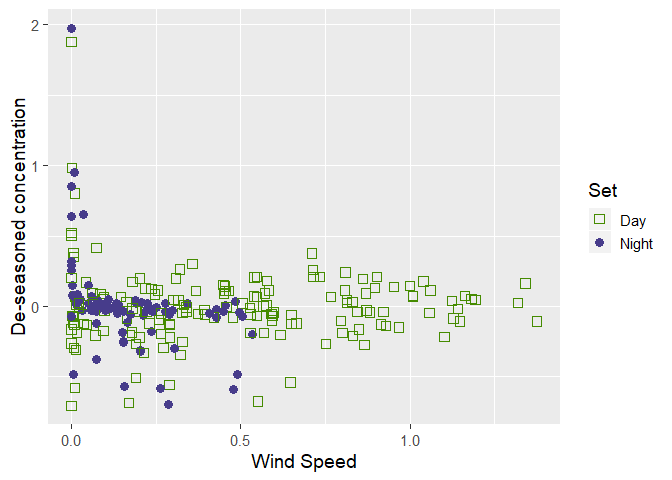 De-seasoned concentration
2
1
0
0.0
0.5
1.0
Wind Speed
Set
Day
Night